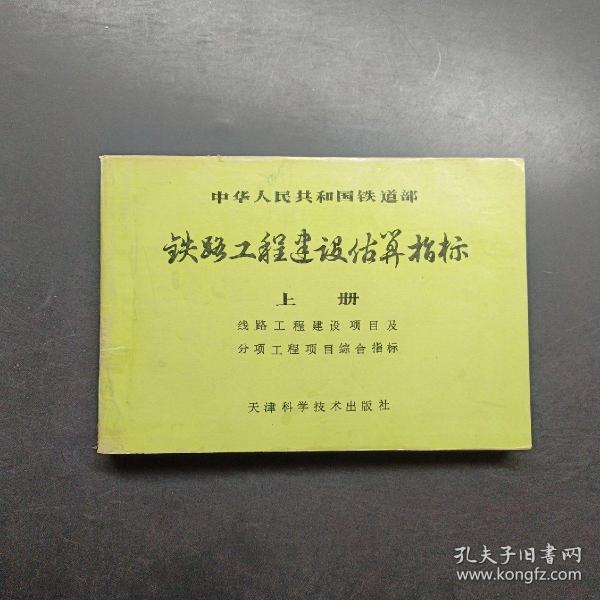 中华人民共和国铁道部
铁路工程建设估算指标
上册
线路工程建设项目及
分项工程项目综合指标
天津科学技术出版社
孔夫子旧书网
www.kongfz.com